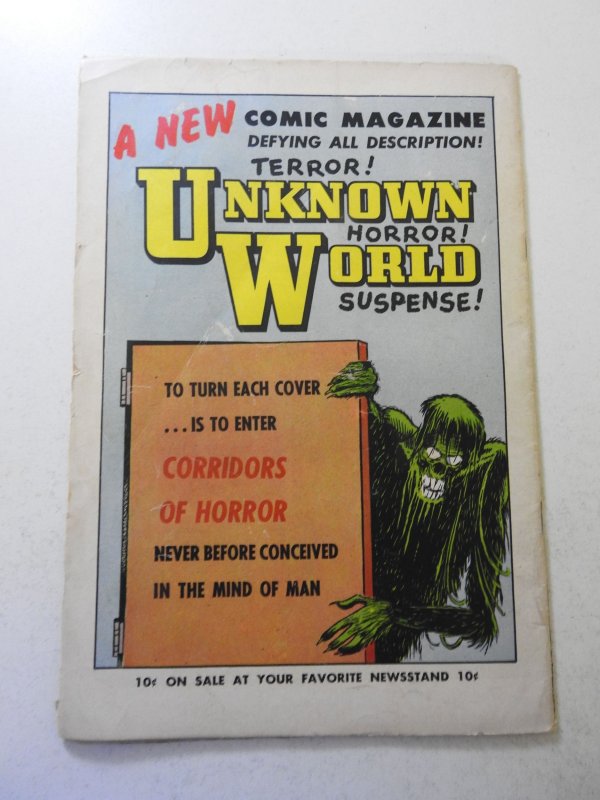 A NEW COMIC MAGAZINE
DEFYING ALL DESCRIPTION!
TERROR!
UNKNOWN
HORROR!
WORLD
SUSPENSE!
TO TURN EACH COVER
...IS TO ENTER
CORRIDORS
OF HORROR
NEVER BEFORE CONCEIVED
IN THE MIND OF MAN
10¢ ON SALE AT YOUR FAVORITE NEWSSTAND 10¢